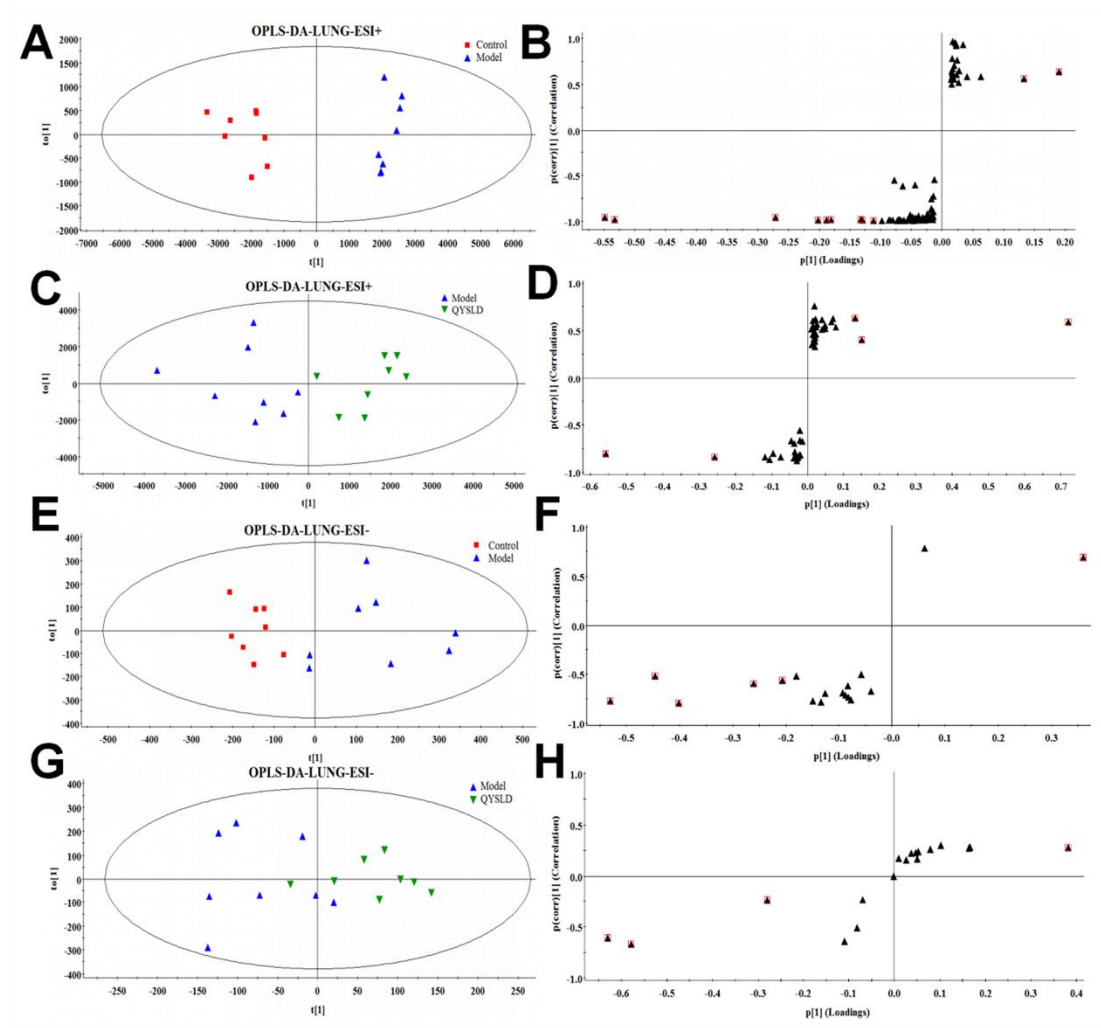 A
OPLS-DA-LUNG-ESI+
Control
Model
to[1]
2000
1500
1000
500
0
-500
-1000
-1500
-2000
-7000 -6000 -5000 -4000 -3000 -2000 -1000 0 1000 2000 3000 4000 5000 6000
t[1]
B
p(corr)[1] (Correlation)
1.0
0.5
0.0
-0.5
-1.0
-0.55 -0.50 -0.45 -0.40 -0.35 -0.30 -0.25 -0.20 -0.15 -0.10 -0.05 0.00 0.05 0.10 0.15 0.20
p[1] (Loadings)
C
OPLS-DA-LUNG-ESI+
Model
QYSLD
to[1]
4000
2000
0
-2000
-4000
-5000 -4000 -3000 -2000 -1000 0 1000 2000 3000 4000 5000
t[1]
D
p(corr)[1] (Correlation)
1.0
0.5
0.0
-0.5
-1.0
-0.6 -0.5 -0.4 -0.3 -0.2 -0.1 0.0 0.1 0.2 0.3 0.4 0.5 0.6 0.7
p[1] (Loadings)
E
OPLS-DA-LUNG-ESI-
Control
Model
to[1]
400
300
200
100
0
-100
-200
-300
-400
-500 -400 -300 -200 -100 0 100 200 300 400 500
t[1]
F
p(corr)[1] (Correlation)
1.0
0.5
0.0
-0.5
-1.0
-0.5 -0.4 -0.3 -0.2 -0.1 -0.0 0.1 0.2 0.3
p[1] (Loadings)
G
OPLS-DA-LUNG-ESI-
Model
QYSLD
to[1]
400
300
200
100
0
-100
-200
-300
-400
-250 -200 -150 -100 -50 0 50 100 150 200 250
t[1]
H
p(corr)[1] (Correlation)
1.0
0.5
0.0
-0.5
-1.0
-0.6 -0.5 -0.4 -0.3 -0.2 -0.1 0.0 0.1 0.2 0.3 0.4
p[1] (Loadings)